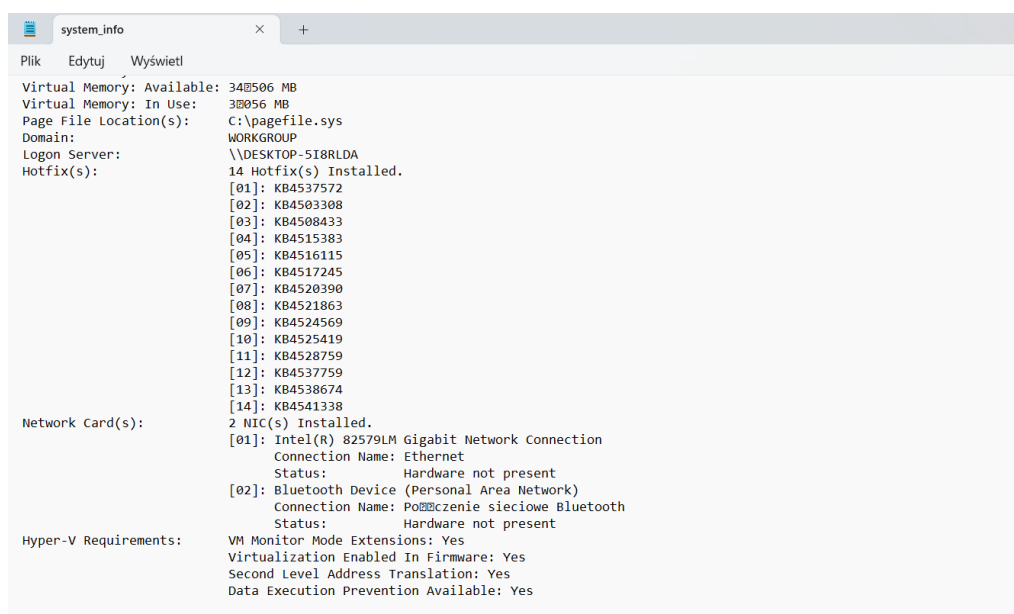 system_info
Plik Edytuj Wyświetl
Virtual Memory: Available: 34⍰506 MB
Virtual Memory: In Use: 3⍰056 MB
Page File Location(s): C:\pagefile.sys
Domain: WORKGROUP
Logon Server: \\DESKTOP-5I8RLDA
Hotfix(s): 14 Hotfix(s) Installed.
[01]: KB4537572
[02]: KB4503308
[03]: KB4508433
[04]: KB4515383
[05]: KB4516115
[06]: KB4517245
[07]: KB4520390
[08]: KB4521863
[09]: KB4524569
[10]: KB4525419
[11]: KB4528759
[12]: KB4537759
[13]: KB4538674
[14]: KB4541338
Network Card(s): 2 NIC(s) Installed.
[01]: Intel(R) 82579LM Gigabit Network Connection
Connection Name: Ethernet
Status: Hardware not present
[02]: Bluetooth Device (Personal Area Network)
Connection Name: Po⍰⍰czenie sieciowe Bluetooth
Status: Hardware not present
Hyper-V Requirements: VM Monitor Mode Extensions: Yes
Virtualization Enabled In Firmware: Yes
Second Level Address Translation: Yes
Data Execution Prevention Available: Yes